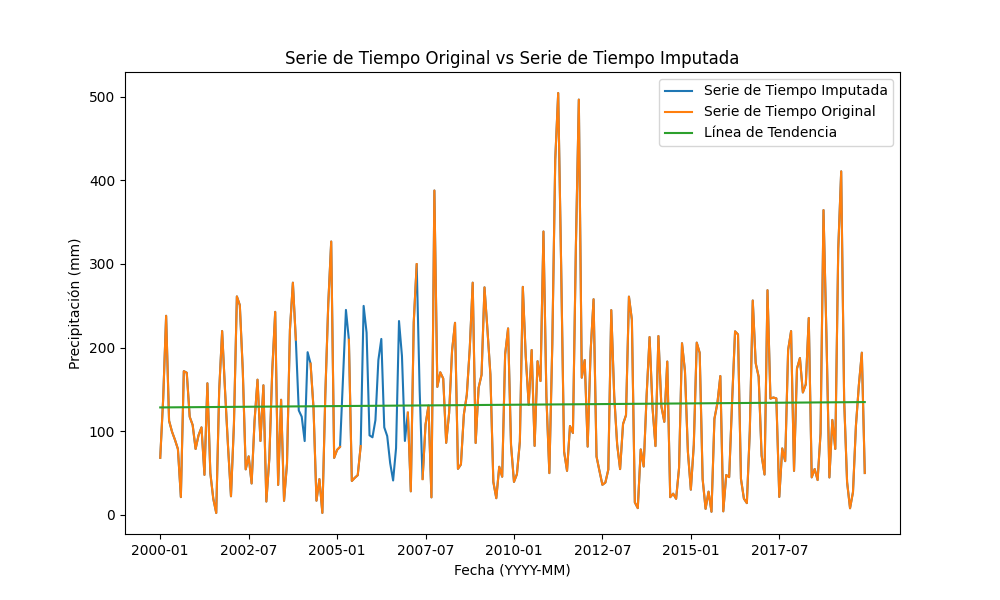 Serie de Tiempo Original vs Serie de Tiempo Imputada
Serie de Tiempo Imputada
Serie de Tiempo Original
Línea de Tendencia
Precipitación (mm)
500
400
300
200
100
0
2000-01
2002-07
2005-01
2007-07
2010-01
2012-07
2015-01
2017-07
Fecha (YYYY-MM)